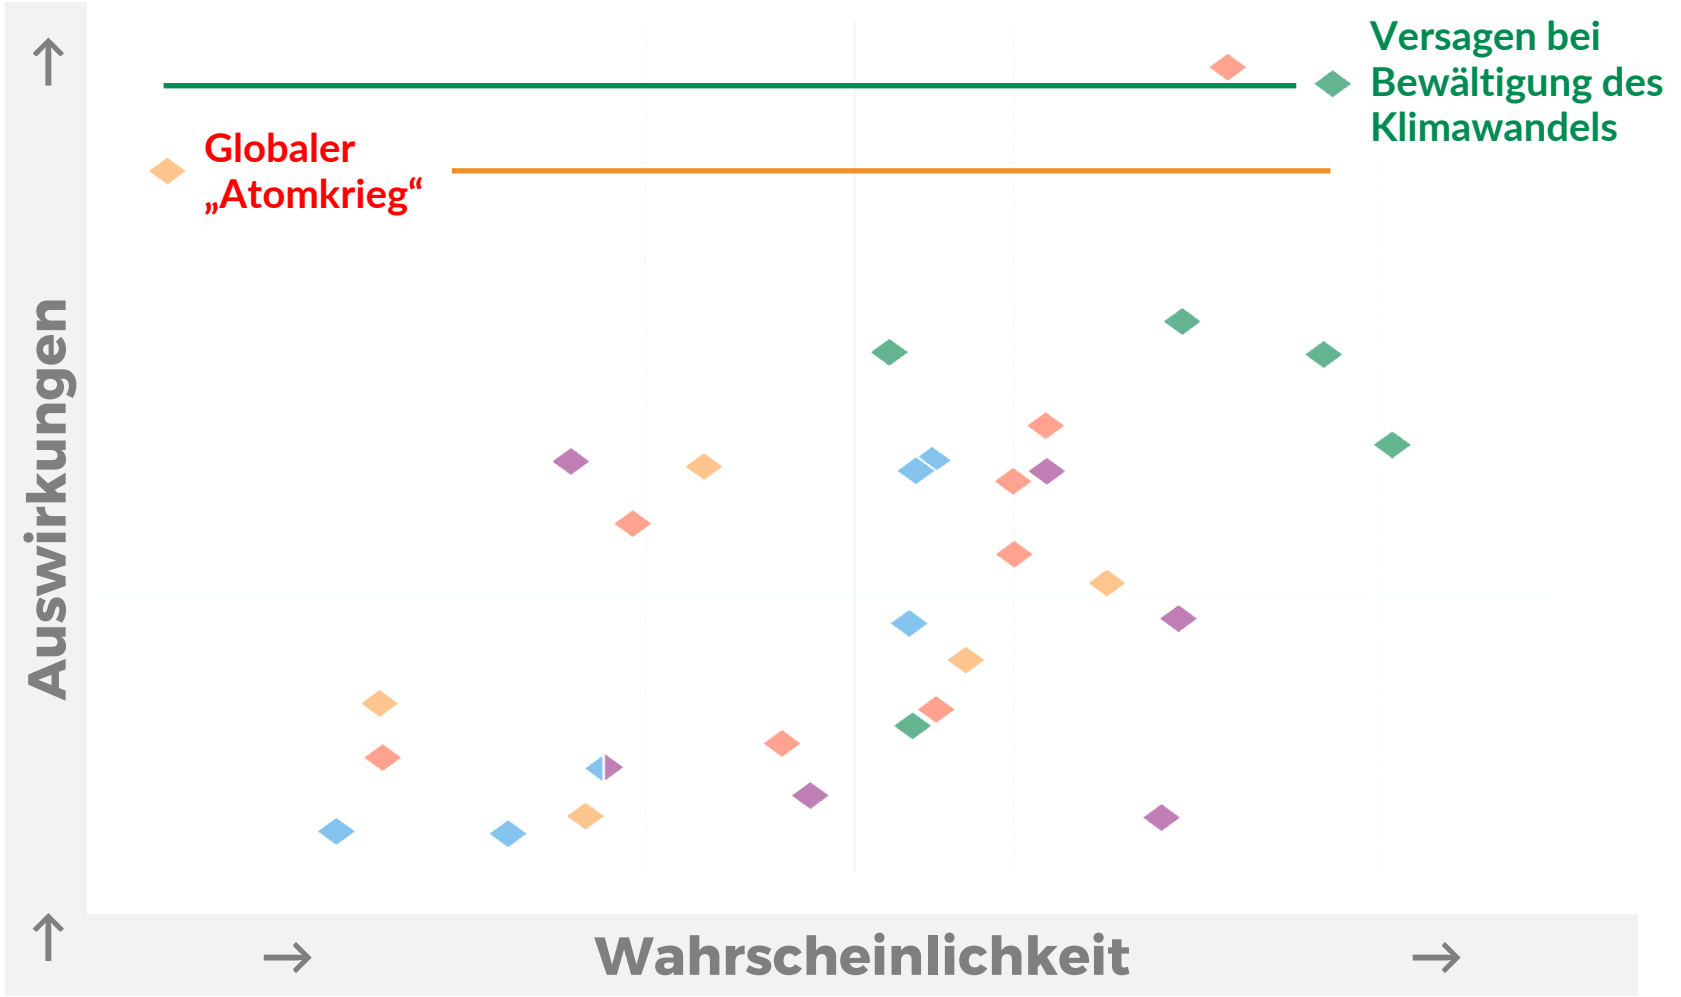 Versagen bei
Bewältigung des
Klimawandels
Globaler
„Atomkrieg“
Auswirkungen
Wahrscheinlichkeit